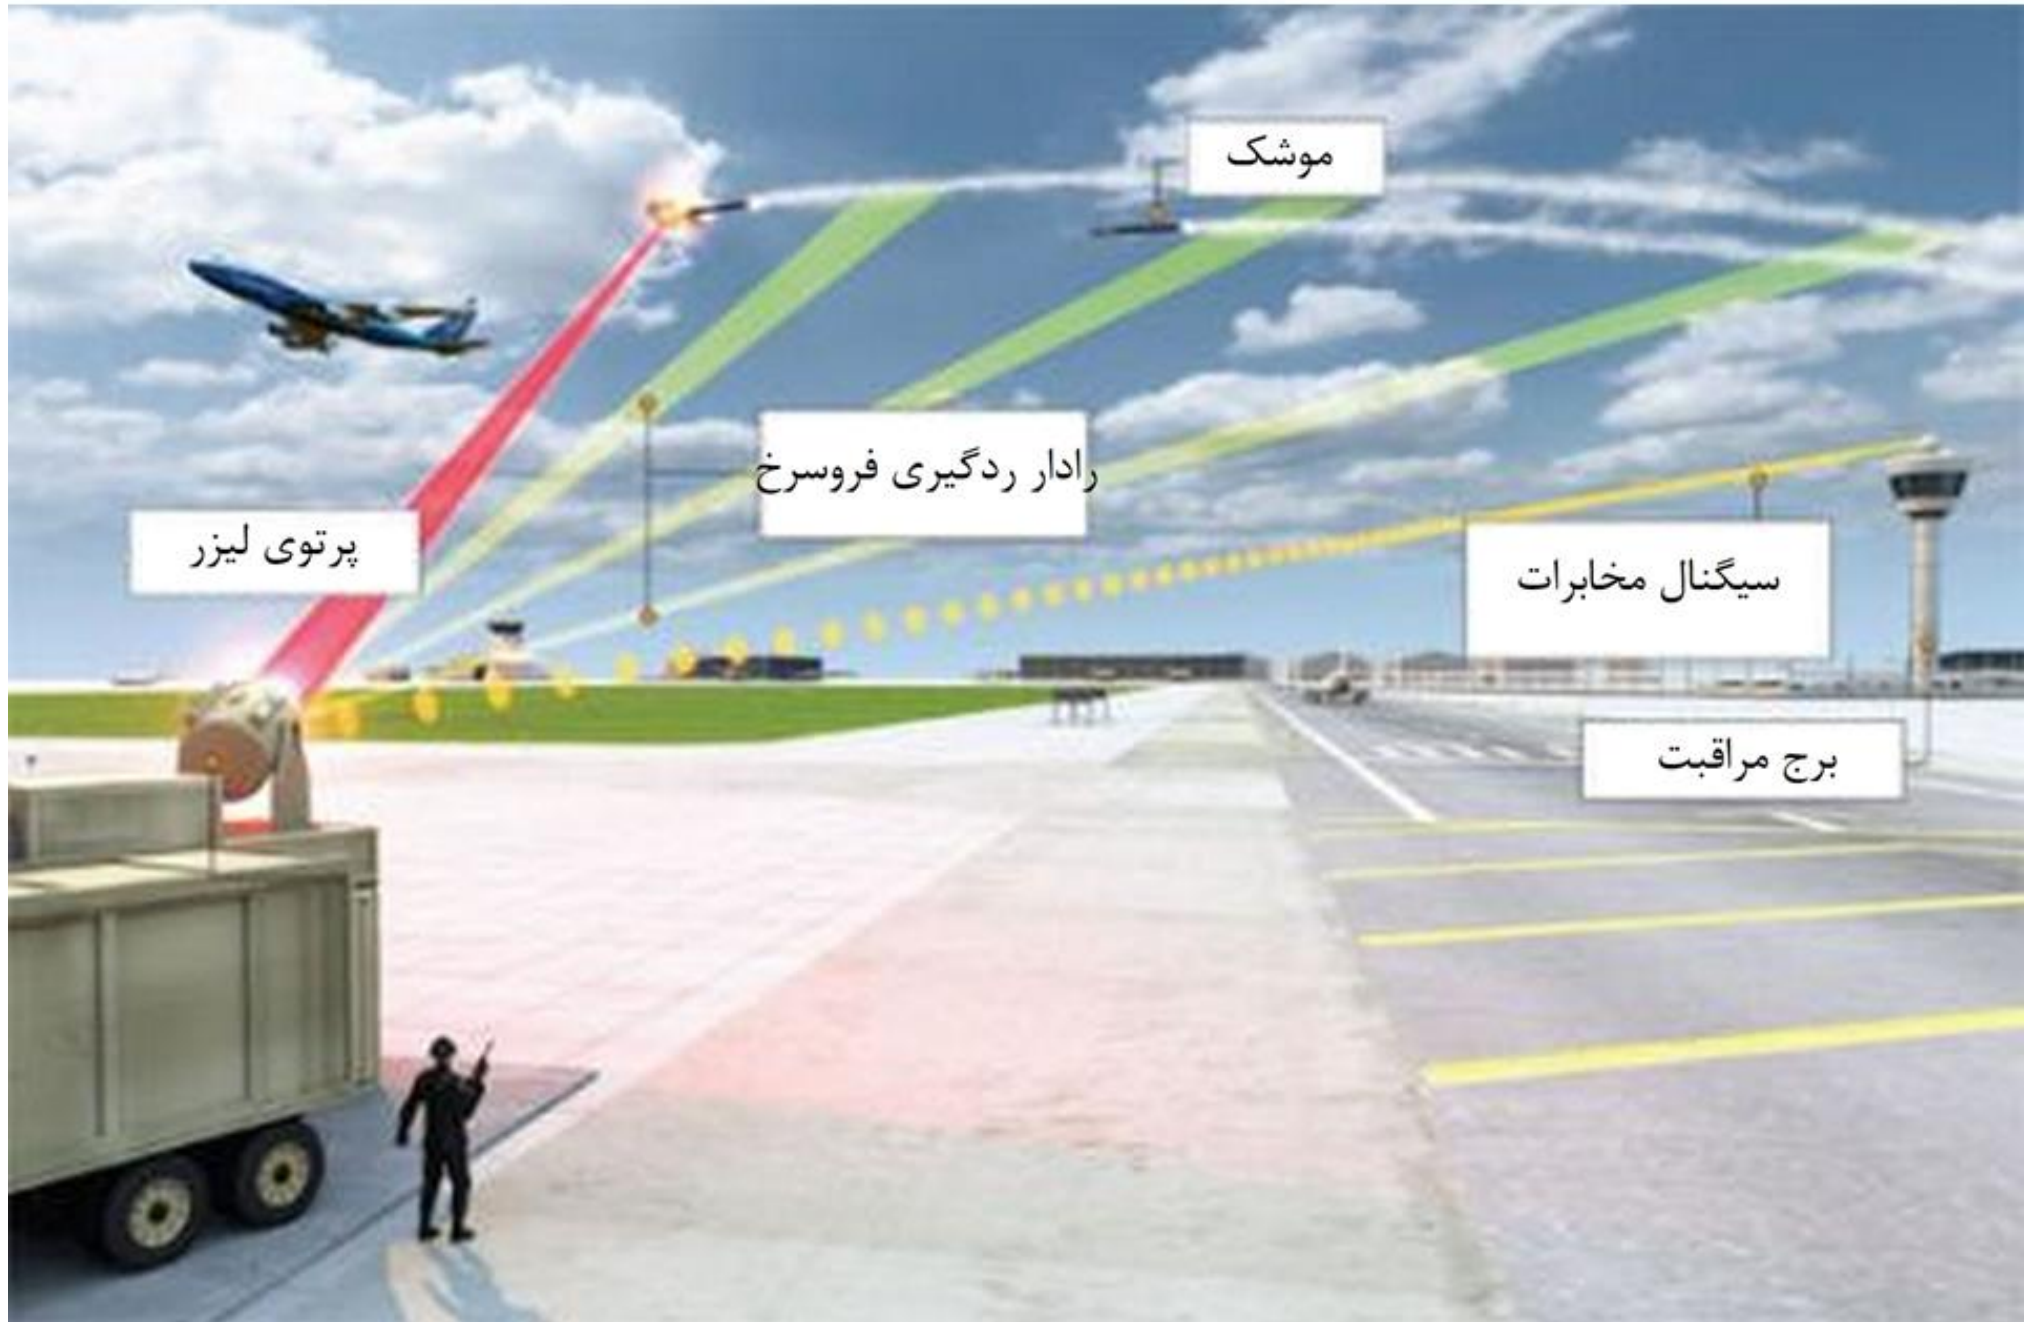 موشک
رادار ردگیری فروسرخ
پرتوی لیزر
سیگنال مخابرات
برج مراقبت